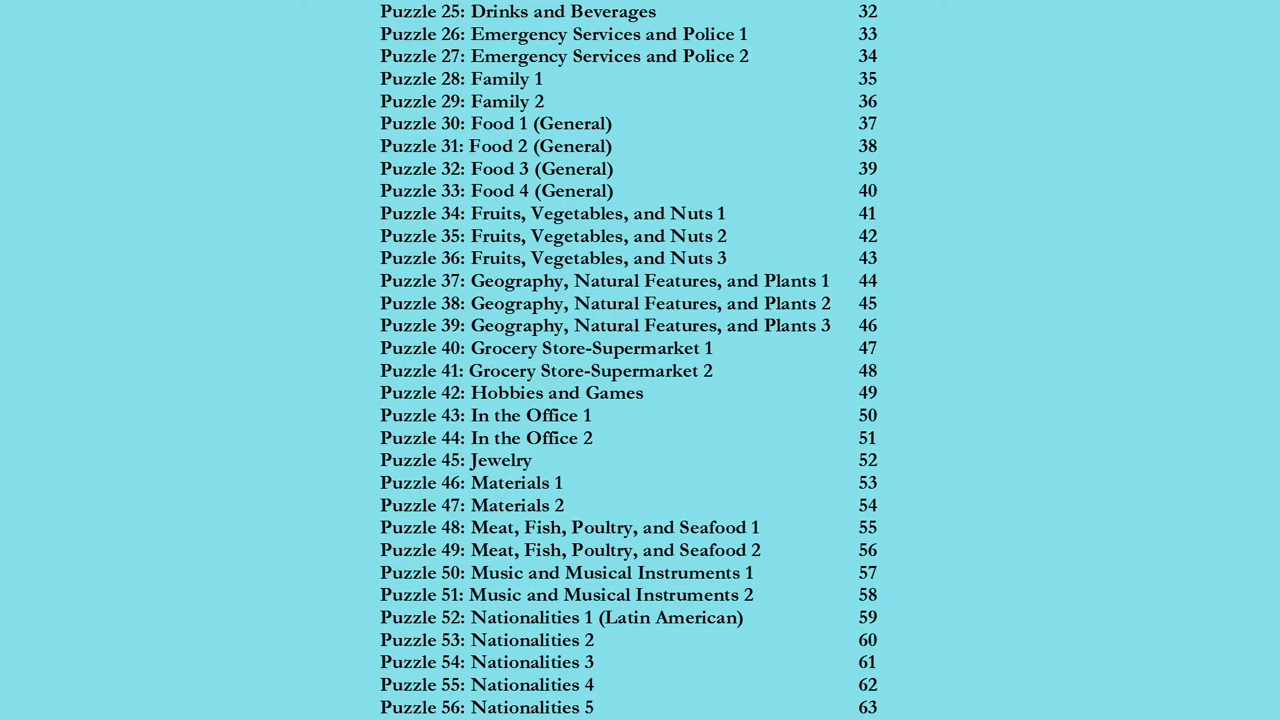 Puzzle 25: Drinks and Beverages 32
Puzzle 26: Emergency Services and Police 1 33
Puzzle 27: Emergency Services and Police 2 34
Puzzle 28: Family 1 35
Puzzle 29: Family 2 36
Puzzle 30: Food 1 (General) 37
Puzzle 31: Food 2 (General) 38
Puzzle 32: Food 3 (General) 39
Puzzle 33: Food 4 (General) 40
Puzzle 34: Fruits, Vegetables, and Nuts 1 41
Puzzle 35: Fruits, Vegetables, and Nuts 2 42
Puzzle 36: Fruits, Vegetables, and Nuts 3 43
Puzzle 37: Geography, Natural Features, and Plants 1 44
Puzzle 38: Geography, Natural Features, and Plants 2 45
Puzzle 39: Geography, Natural Features, and Plants 3 46
Puzzle 40: Grocery Store-Supermarket 1 47
Puzzle 41: Grocery Store-Supermarket 2 48
Puzzle 42: Hobbies and Games 49
Puzzle 43: In the Office 1 50
Puzzle 44: In the Office 2 51
Puzzle 45: Jewelry 52
Puzzle 46: Materials 1 53
Puzzle 47: Materials 2 54
Puzzle 48: Meat, Fish, Poultry, and Seafood 1 55
Puzzle 49: Meat, Fish, Poultry, and Seafood 2 56
Puzzle 50: Music and Musical Instruments 1 57
Puzzle 51: Music and Musical Instruments 2 58
Puzzle 52: Nationalities 1 (Latin American) 59
Puzzle 53: Nationalities 2 60
Puzzle 54: Nationalities 3 61
Puzzle 55: Nationalities 4 62
Puzzle 56: Nationalities 5 63